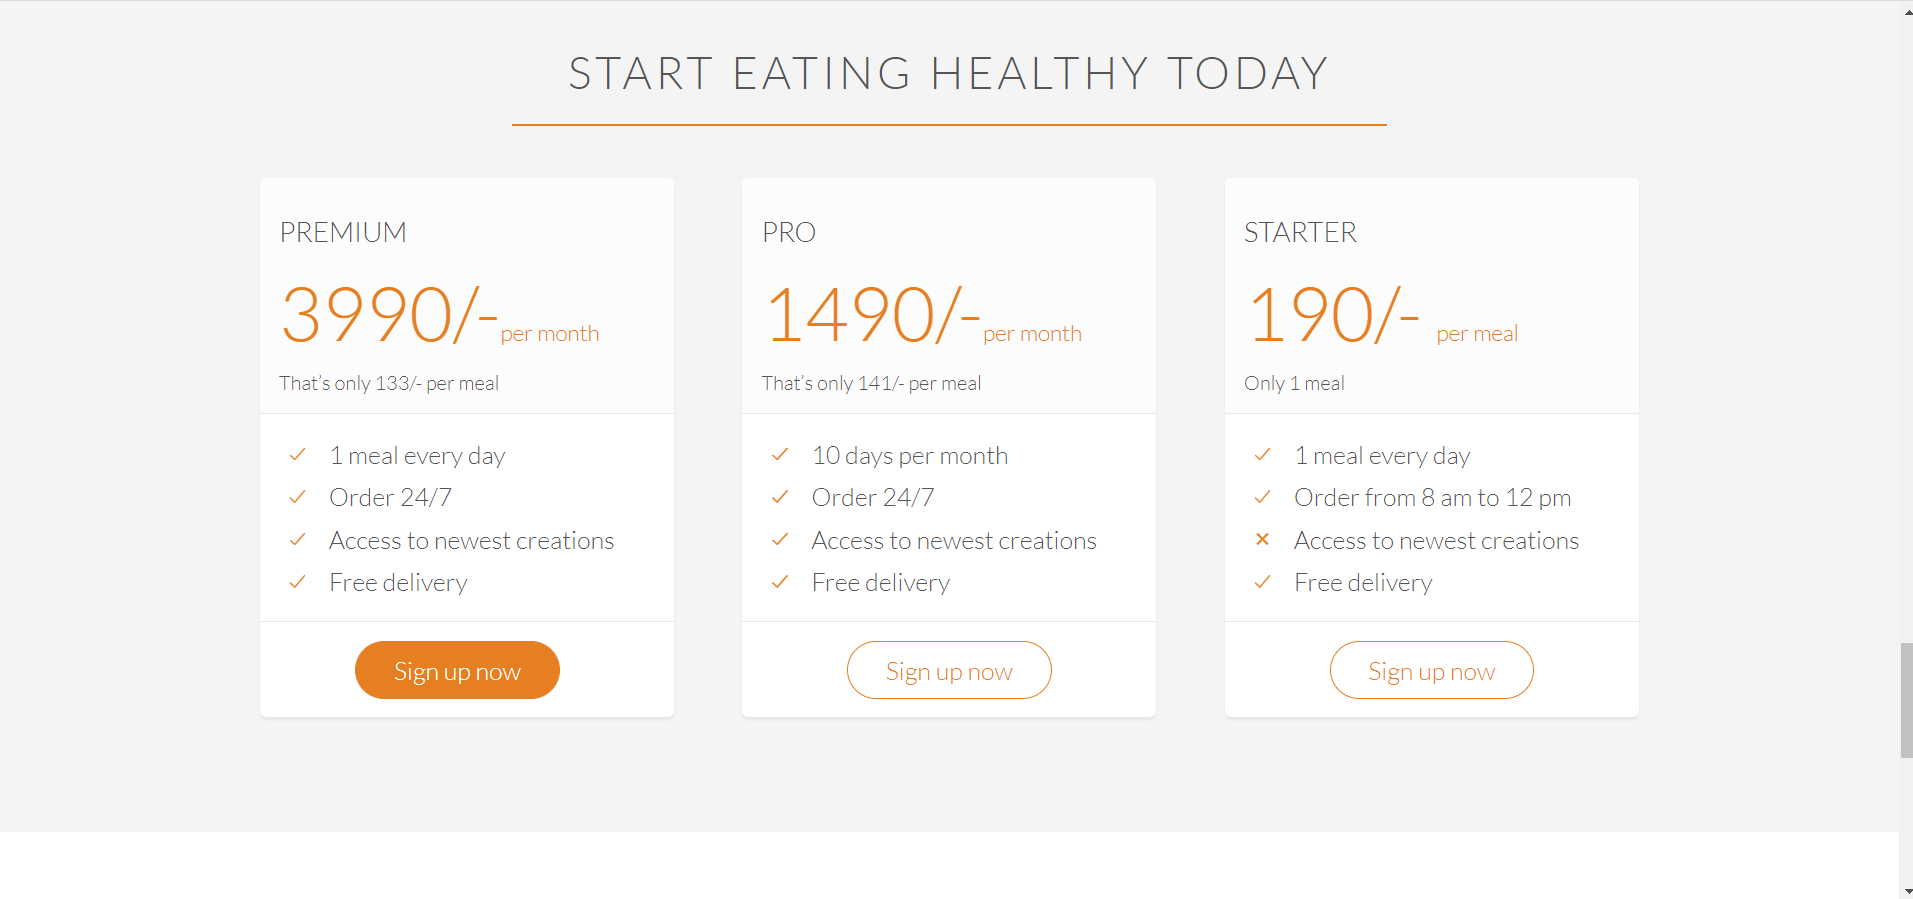 START EATING HEALTHY TODAY
PREMIUM
3990/- per month
That's only 133/- per meal
1 meal every day
Order 24/7
Access to newest creations
Free delivery
Sign up now
PRO
1490/- per month
That's only 141/- per meal
10 days per month
Order 24/7
Access to newest creations
Free delivery
Sign up now
STARTER
190/- per meal
Only 1 meal
1 meal every day
Order from 8 am to 12 pm
Access to newest creations
Free delivery
Sign up now